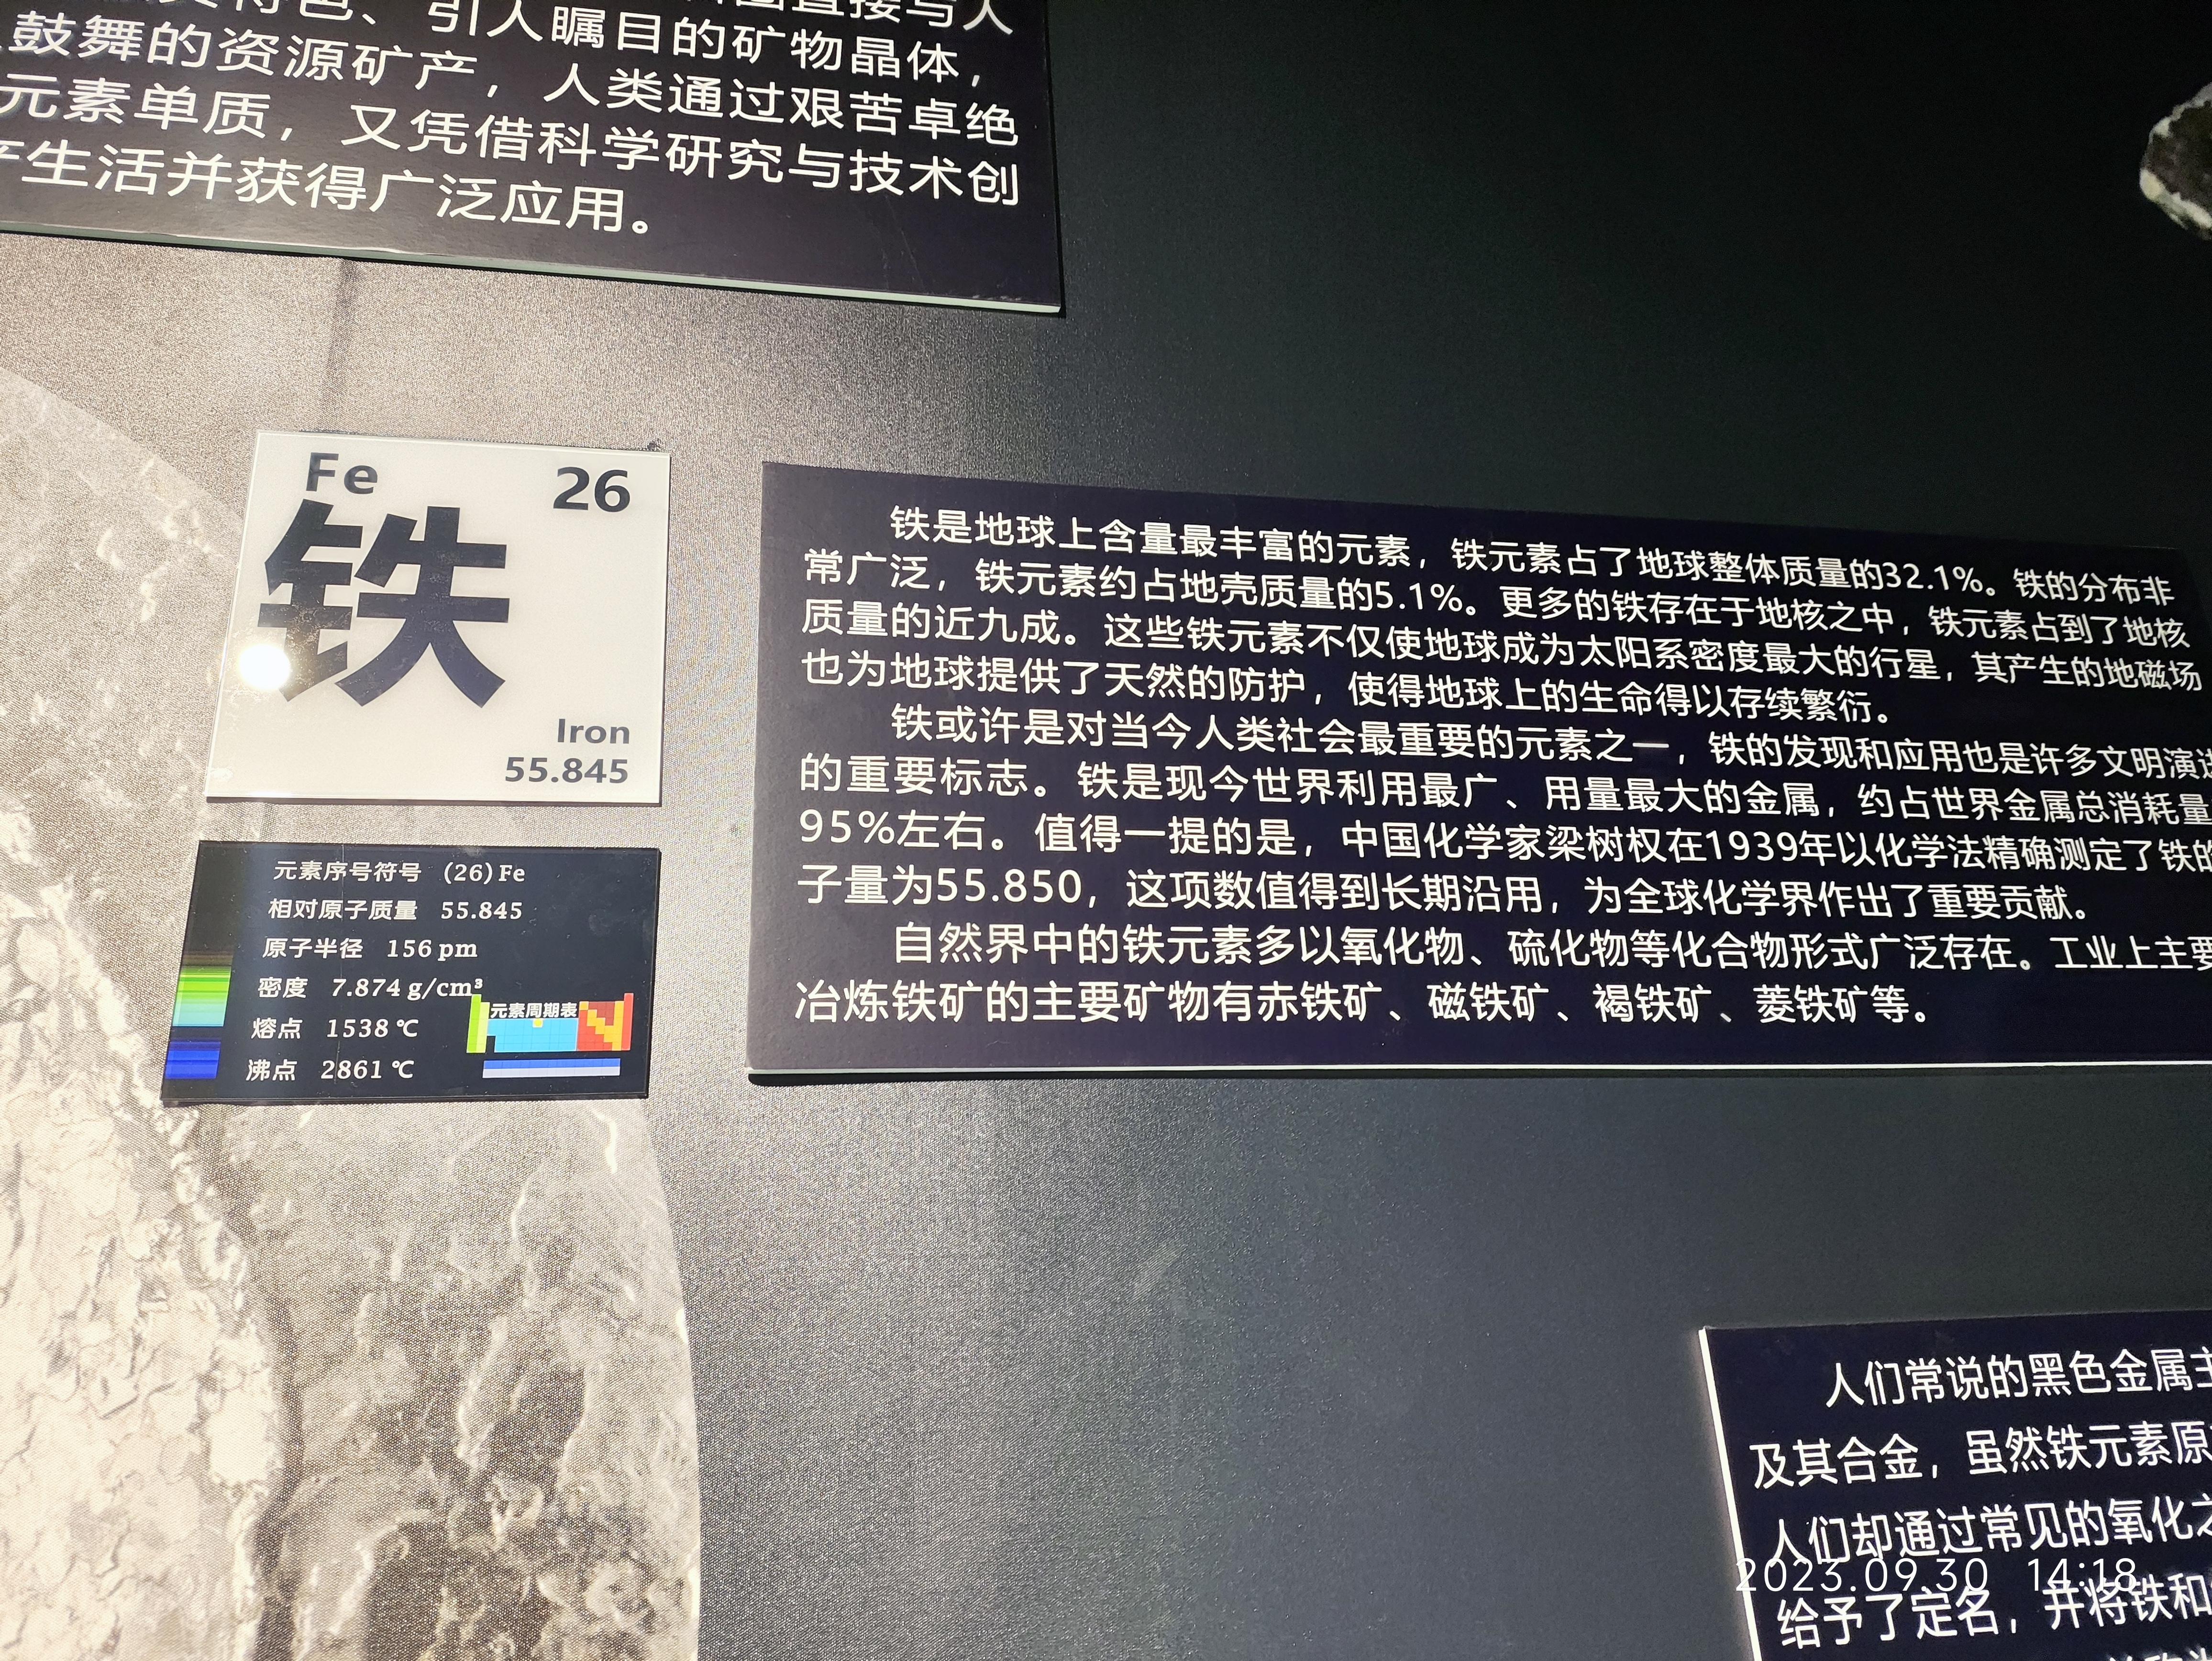 引人瞩目的矿物晶体，
鼓舞的资源矿产，人类通过艰苦卓绝
元素单质，又凭借科学研究与技术创
生活并获得广泛应用。
Fe
26
铁
Iron
55.845
元素序号符号 (26)Fe
相对原子质量 55.845
原子半径 156 pm
密度 7.874 g/cm³
熔点 1538 ℃
沸点 2861 ℃
元素周期表
铁是地球上含量最丰富的元素，铁元素占了地球整体质量的32.1%。铁的分布非
常广泛，铁元素约占地壳质量的5.1%。更多的铁存在于地核之中，铁元素占到了地核
质量的近九成。这些铁元素不仅使地球成为太阳系密度最大的行星，其产生的地磁场
也为地球提供了天然的防护，使得地球上的生命得以存续繁衍。
铁或许是对当今人类社会最重要的元素之一，铁的发现和应用也是许多文明演进
的重要标志。铁是现今世界利用最广、用量最大的金属，约占世界金属总消耗量
95%左右。值得一提的是，中国化学家梁树权在1939年以化学法精确测定了铁的
子量为55.850，这项数值得到长期沿用，为全球化学界作出了重要贡献。
自然界中的铁元素多以氧化物、硫化物等化合物形式广泛存在。工业上主要
冶炼铁矿的主要矿物有赤铁矿、磁铁矿、褐铁矿、菱铁矿等。
人们常说的黑色金属主
及其合金，虽然铁元素原
人们却通过常见的氧化
给予了定名，并将铁和
2023.09.30 14:18